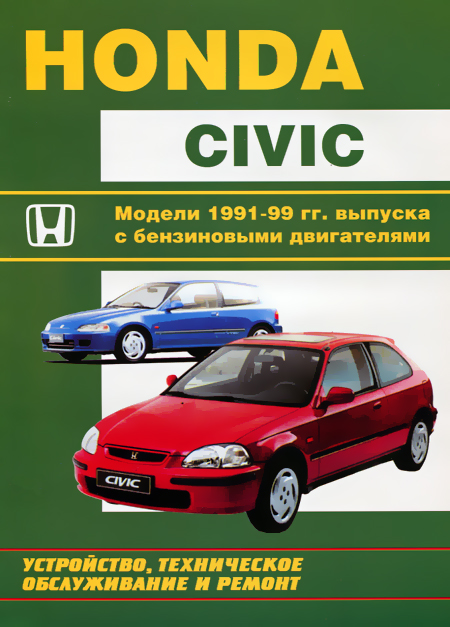 HONDA
CIVIC
Модели 1991-99 гг. выпуска
с бензиновыми двигателями
CIVIC
УСТРОЙСТВО, ТЕХНИЧЕСКОЕ
ОБСЛУЖИВАНИЕ И РЕМОНТ